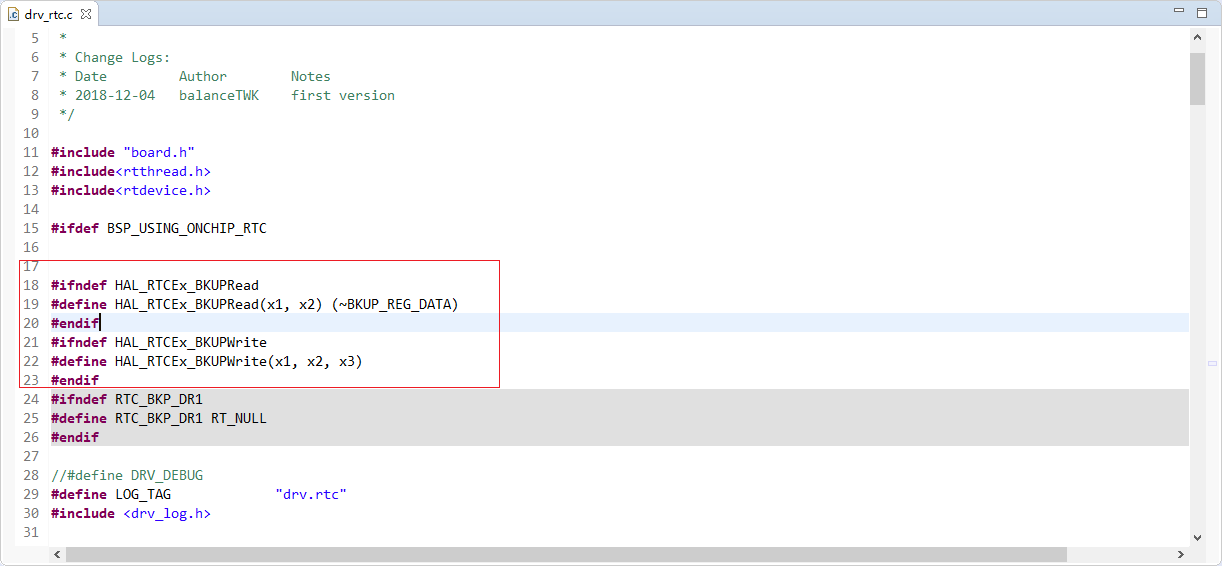 drv_rtc.c
5 *
6 * Change Logs:
7 * Date Author Notes
8 * 2018-12-04 balanceTWK first version
9 */
10
11 #include "board.h"
12 #include<rtthread.h>
13 #include<rtdevice.h>
14
15 #ifdef BSP_USING_ONCHIP_RTC
16
17
18 #ifndef HAL_RTCEx_BKUPRead
19 #define HAL_RTCEx_BKUPRead(x1, x2) (~BKUP_REG_DATA)
20 #endif
21 #ifndef HAL_RTCEx_BKUPWrite
22 #define HAL_RTCEx_BKUPWrite(x1, x2, x3)
23 #endif
24 #ifndef RTC_BKP_DR1
25 #define RTC_BKP_DR1 RT_NULL
26 #endif
27
28 //#define DRV_DEBUG
29 #define LOG_TAG "drv.rtc"
30 #include <drv_log.h>
31